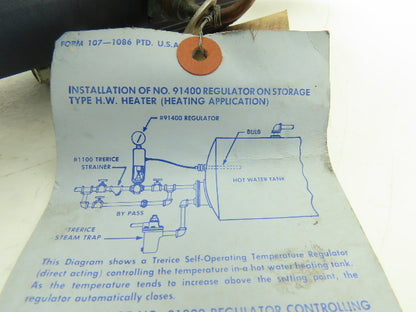 FORM 107—1086 PTD. U.S.A
INSTALLATION OF NO. 91400 REGULATOR ON STORAGE
TYPE H.W. HEATER (HEATING APPLICATION)
#91400 REGULATOR
BULB
#1100 TRERICE
STRAINER
HOT WATER TANK
BY PASS
TRERICE
STEAM TRAP
This Diagram shows a Trerice Self-Operating Temperature Regulator
(direct acting) controlling the temperature in a hot water heating tank.
As the temperature tends to increase above the setting point, the
regulator automatically closes.
REGULATOR CONTROLLING